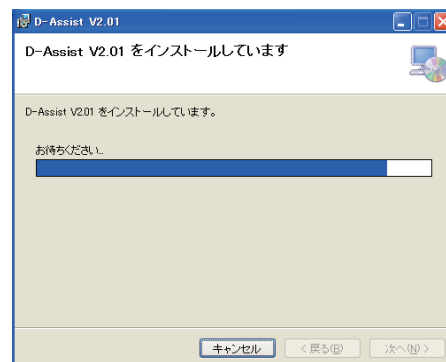 D-Assist V2.01
D-Assist V2.01 をインストールしています
D-Assist V2.01 をインストールしています。
お待ちください...
キャンセル
< 戻る(B)
次へ(N) >